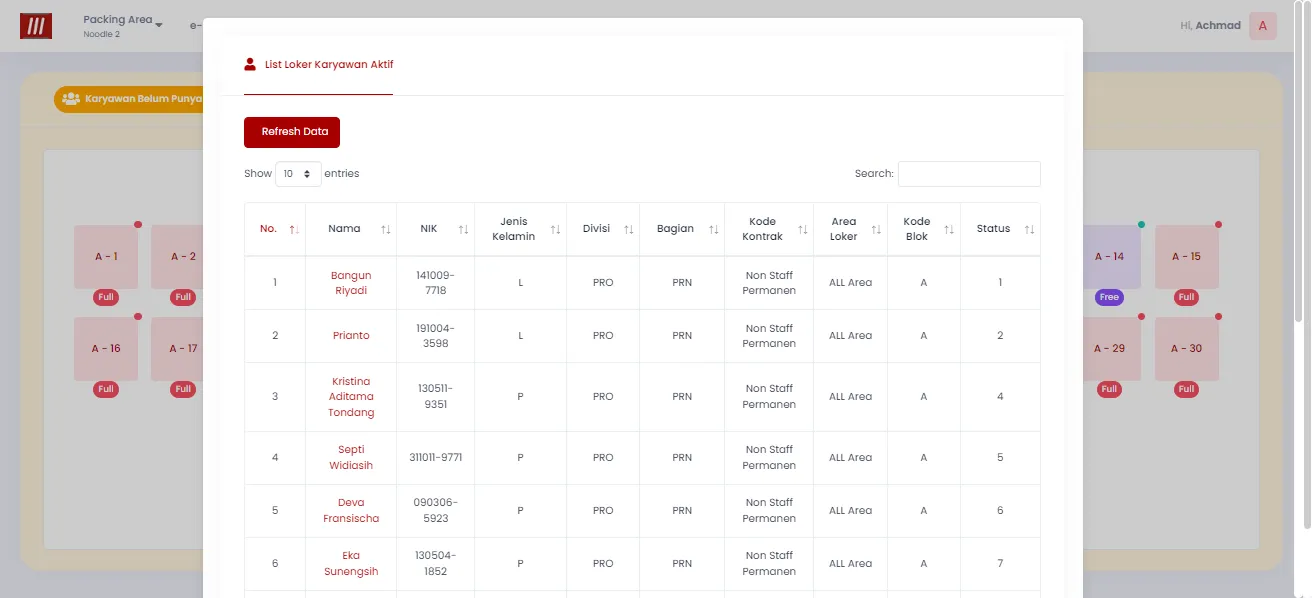 Packing Area
Noodle 2
e-
Hi, Achmad
A
Karyawan Belum Punya
List Loker Karyawan Aktif
Refresh Data
Show 10 entries
Search:
No. Nama NIK Jenis Kelamin Divisi Bagian Kode Kontrak Area Loker Kode Blok Status
1 Bangun Riyadi 141009-7718 L PRO PRN Non Staff Permanen ALL Area A 1
2 Prianto 191004-3598 L PRO PRN Non Staff Permanen ALL Area A 2
3 Kristina Aditama Tondang 130511-9351 P PRO PRN Non Staff Permanen ALL Area A 4
4 Septi Widiasih 311011-9771 P PRO PRN Non Staff Permanen ALL Area A 5
5 Deva Fransischa 090306-5923 P PRO PRN Non Staff Permanen ALL Area A 6
6 Eka Sunengsih 130504-1852 P PRO PRN Non Staff Permanen ALL Area A 7
A - 1 A - 2
Full Full
A - 16 A - 17
Full Full
A - 14 A - 15
Free Full
A - 29 A - 30
Full Full